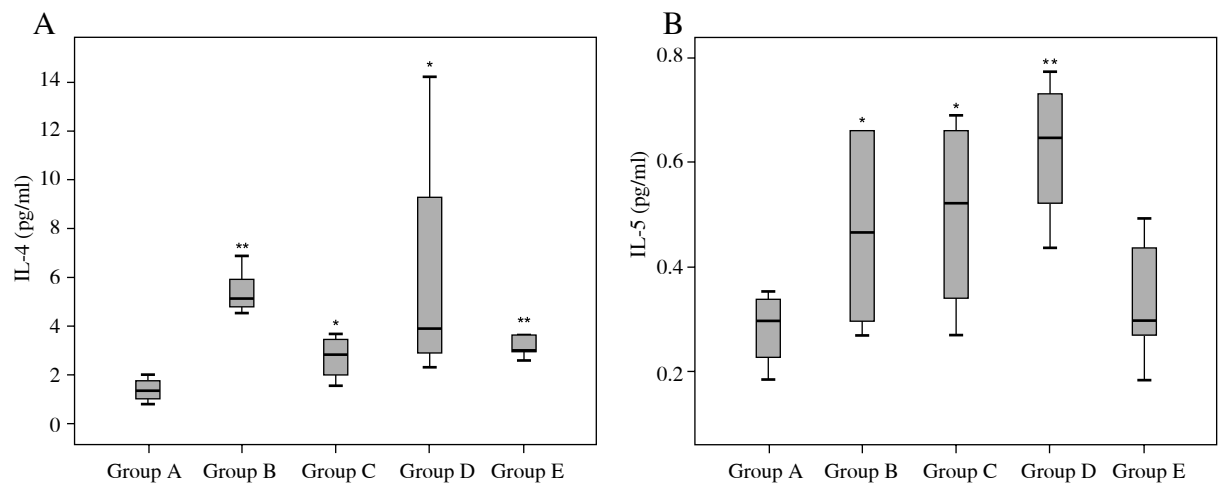 A
IL-4 (pg/ml)
14
12
10
8
6
4
2
0
**
*
*
**
Group A
Group B
Group C
Group D
Group E
B
IL-5 (pg/ml)
0.8
0.6
0.4
0.2
*
*
**
Group A
Group B
Group C
Group D
Group E